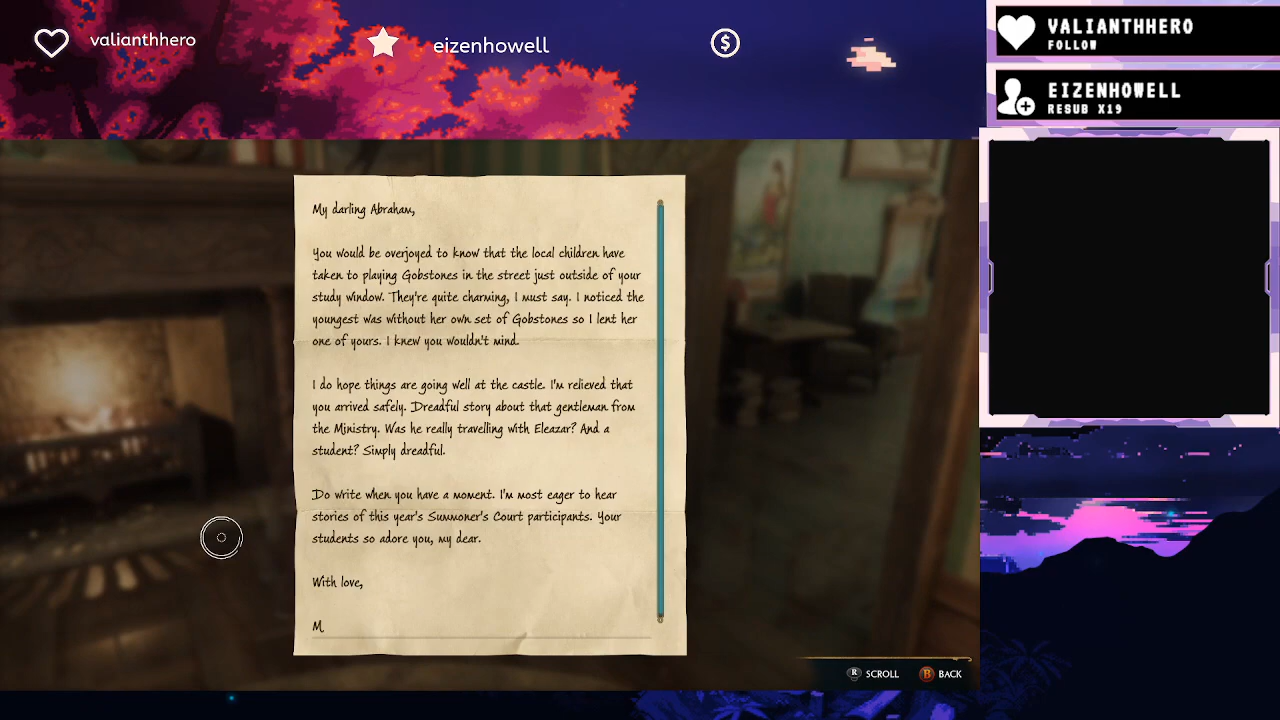 valianthhero
eizenhowell
VALIANTHHERO
FOLLOW
EIZENHOWELL
RESUB X19
My darling Abraham,
You would be overjoyed to know that the local children have
taken to playing Gobstones in the street just outside of your
study window. They're quite charming, I must say. I noticed the
youngest was without her own set of Gobstones so I lent her
one of yours. I knew you wouldn't mind.
I do hope things are going well at the castle. I'm relieved that
you arrived safely. Dreadful story about that gentleman from
the Ministry. Was he really travelling with Eleazar? And a
student? Simply dreadful.
Do write when you have a moment. I'm most eager to hear
stories of this year's Summoner's Court participants. Your
students so adore you, my dear.
With love,
M.
R SCROLL B BACK